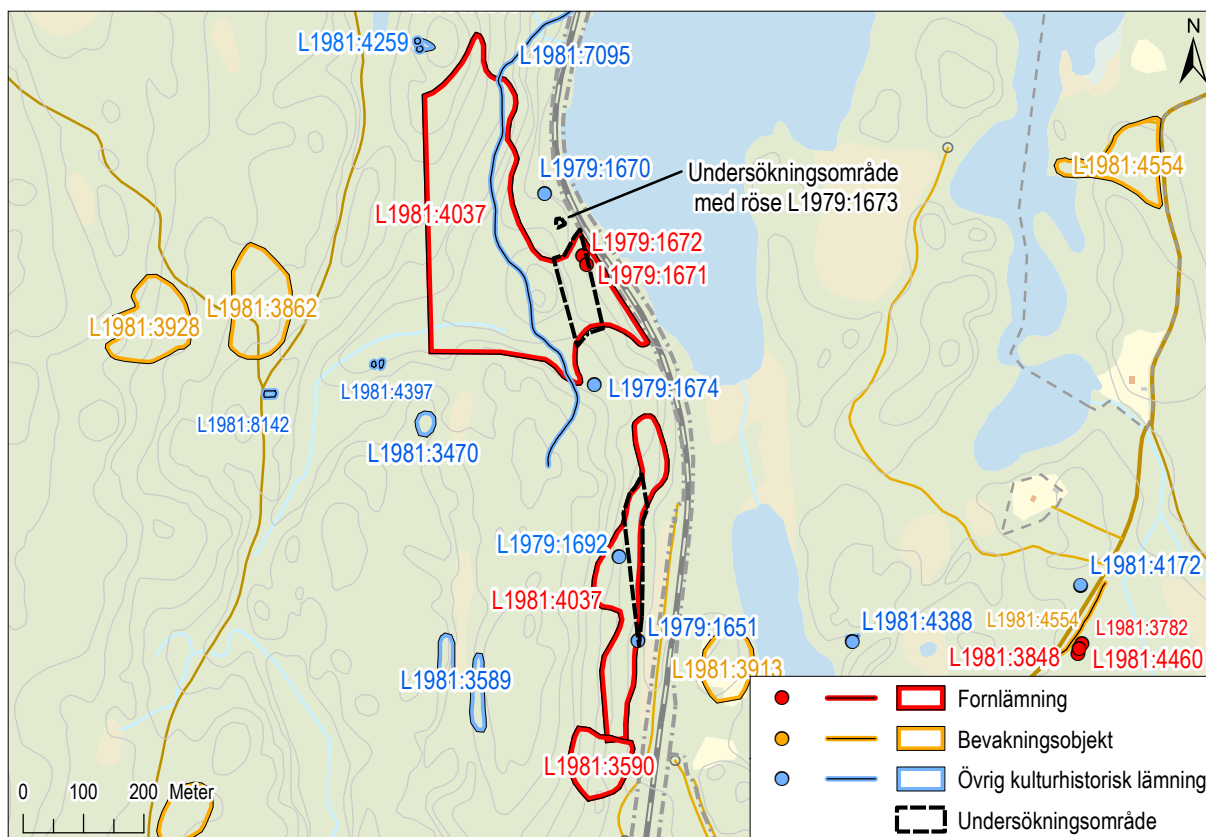 L1981:4259
L1981:7095
N
L1979:1670
Undersökningsområde
med röse L1979:1673
L1981:4554
L1981:4037
L1979:1672
L1979:1671
L1981:3862
L1981:3928
L1981:4397
L1979:1674
L1981:8142
L1981:3470
L1979:1692
L1981:4172
L1981:4037
L1981:4554
L1979:1651
L1981:4388
L1981:3782
L1981:3848
L1981:4460
L1981:3913
L1981:3589
L1981:3590
Fornlämning
Bevakningsobjekt
Övrig kulturhistorisk lämning
Undersökningsområde
0 100 200 Meter